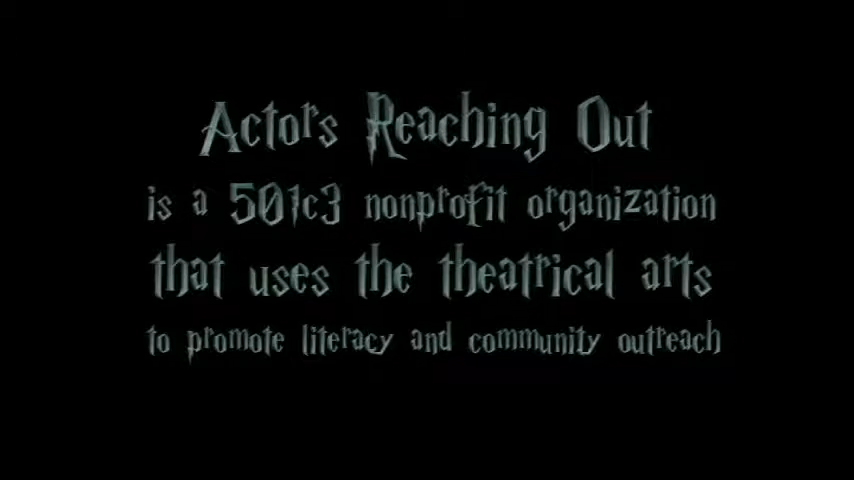 Actors Reaching Out
is a 501c3 nonprofit organization
that uses the theatrical arts
to promote literacy and community outreach